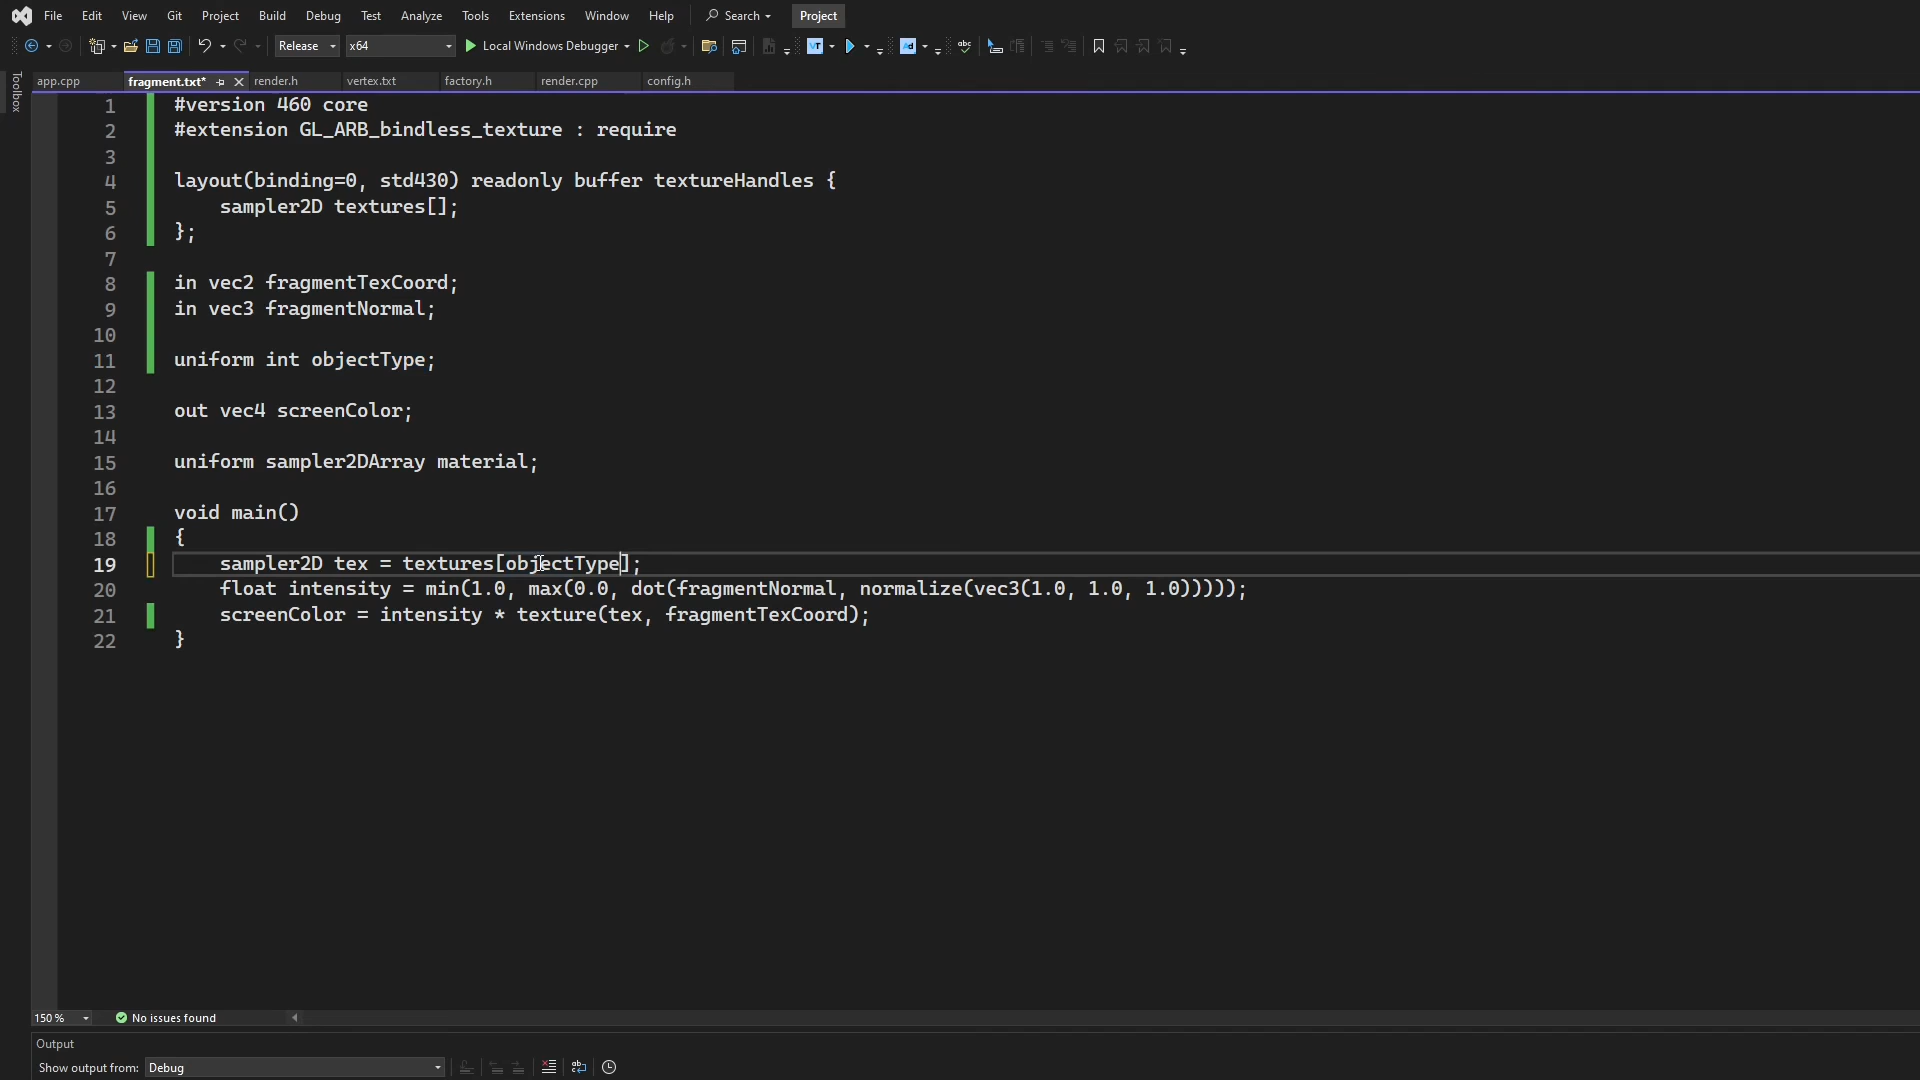 File Edit View Git Project Build Debug Test Analyze Tools Extensions Window Help Search Project
Release x64 Local Windows Debugger
Toolbox
app.cpp fragment.txt* render.h vertex.txt factory.h render.cpp config.h
1 #version 460 core
2 #extension GL_ARB_bindless_texture : require
3
4 layout(binding=0, std430) readonly buffer textureHandles {
5 sampler2D textures[];
6 };
7
8 in vec2 fragmentTexCoord;
9 in vec3 fragmentNormal;
10
11 uniform int objectType;
12
13 out vec4 screenColor;
14
15 uniform sampler2DArray material;
16
17 void main()
18 {
19 sampler2D tex = textures[objectType];
20 float intensity = min(1.0, max(0.0, dot(fragmentNormal, normalize(vec3(1.0, 1.0, 1.0)))));
21 screenColor = intensity * texture(tex, fragmentTexCoord);
22 }
150 % No issues found
Output
Show output from: Debug